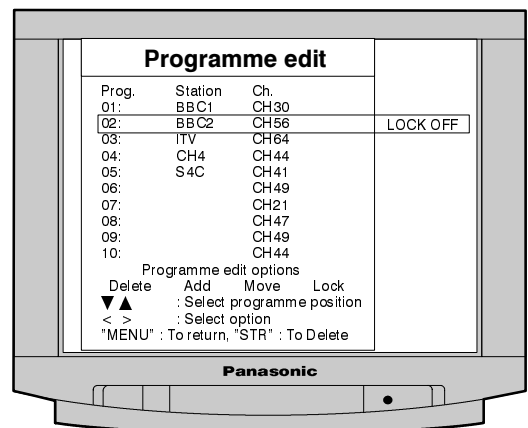 Programme edit
Prog. Station Ch.
01: BBC1 CH30
02: BBC2 CH56 LOCK OFF
03: ITV CH64
04: CH4 CH44
05: S4C CH41
06: CH49
07: CH21
08: CH47
09: CH49
10: CH44
Programme edit options
Delete Add Move Lock
▼ ▲ : Select programme position
< > : Select option
"MENU" : To return, "STR" : To Delete
Panasonic